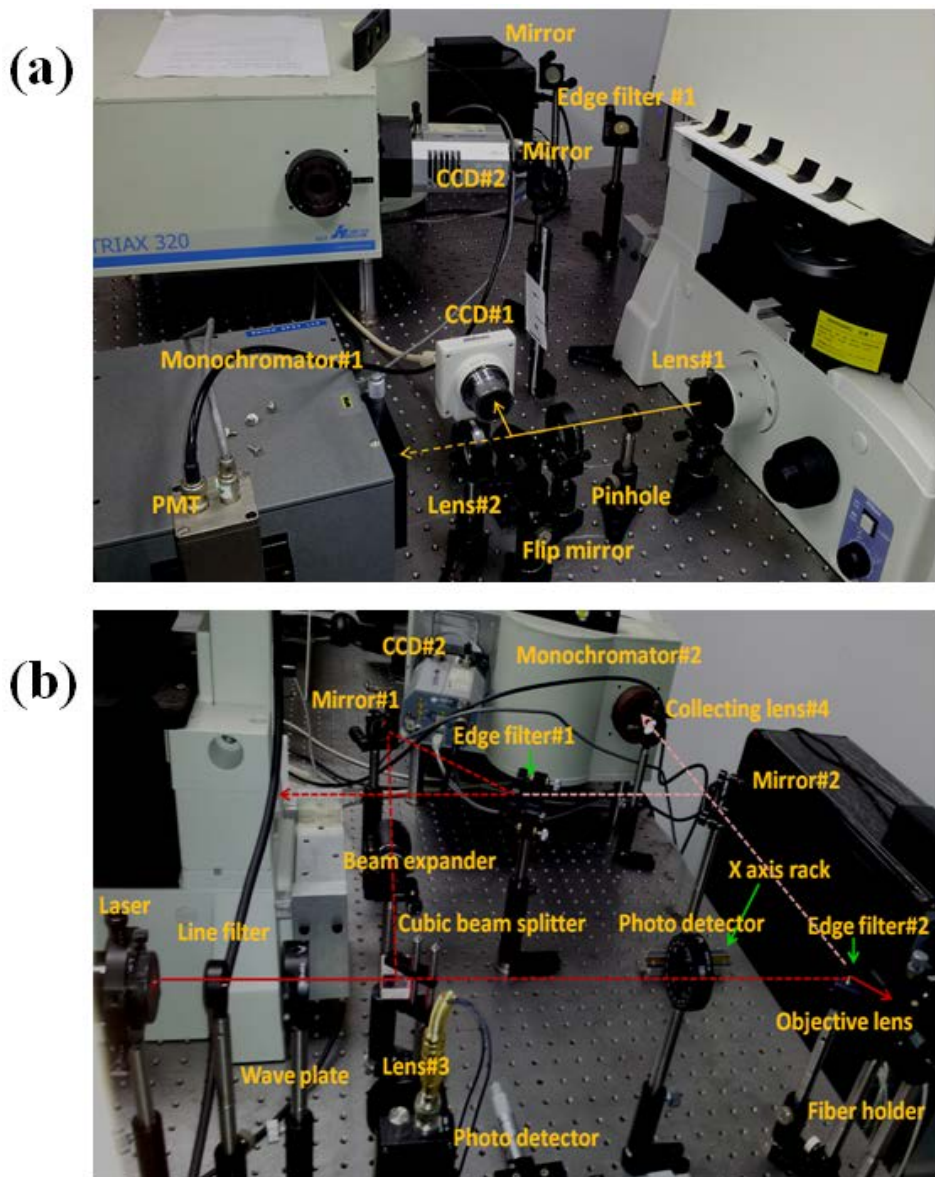 (a)
Mirror
Edge filter #1
Mirror
CCD#2
TRIAX 320
CCD#1
Monochromator#1
Lens#1
PMT
Lens#2
Pinhole
Flip mirror
(b)
CCD#2
Monochromator#2
Mirror#1
Collecting lens#4
Edge filter#1
Mirror#2
Beam expander
X axis rack
Laser
Cubic beam splitter
Photo detector
Edge filter#2
Line filter
Objective lens
Wave plate
Lens#3
Fiber holder
Photo detector